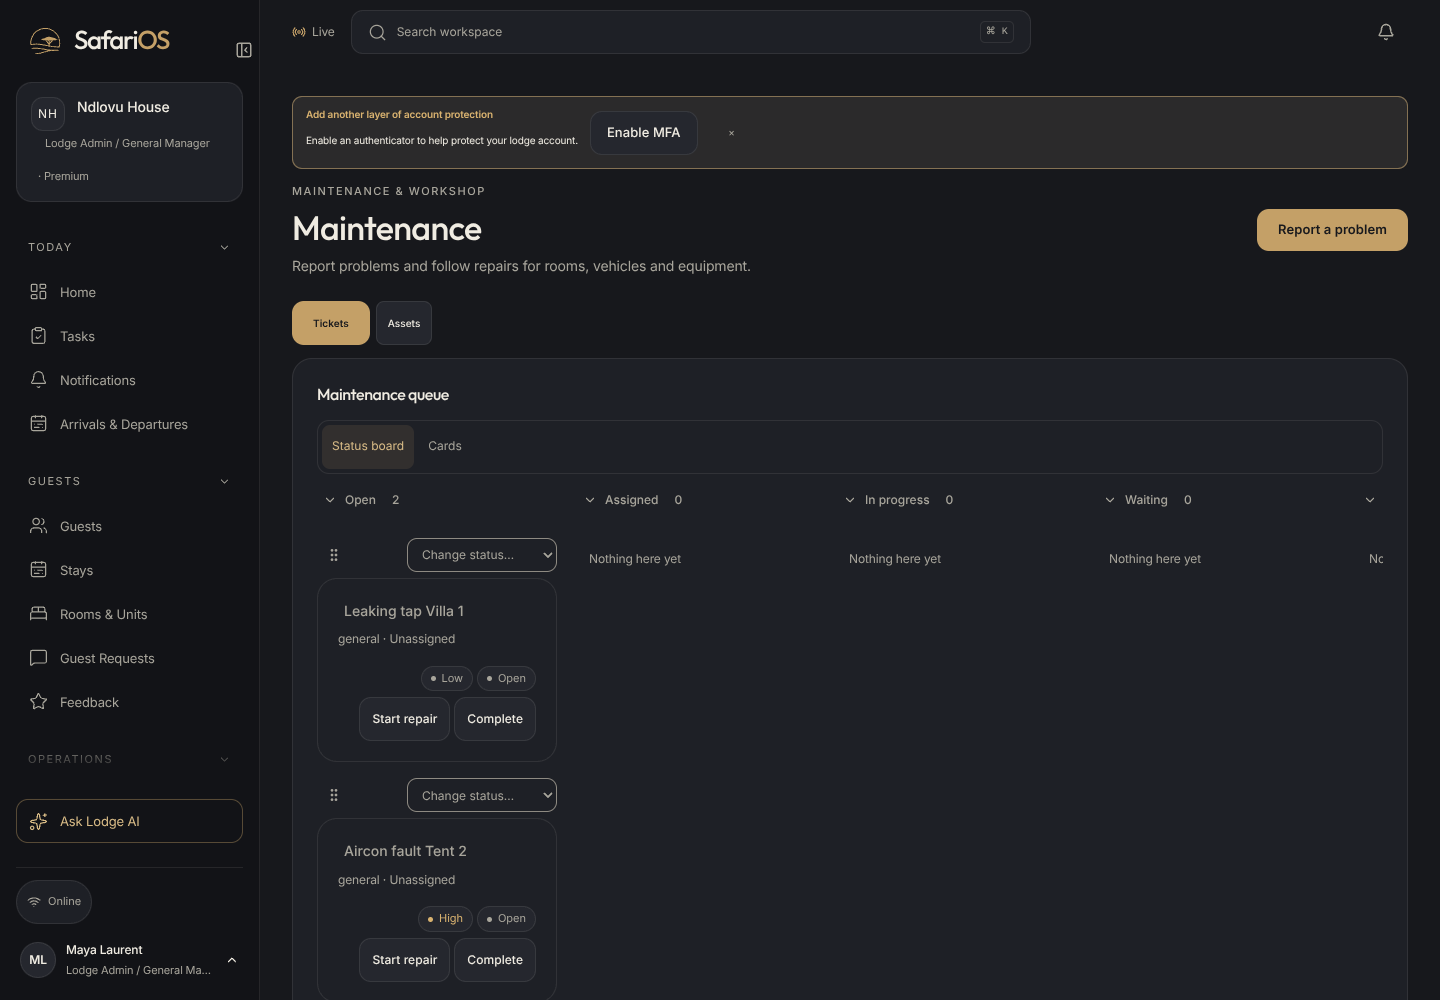 SafariOS
NH
Ndlovu House
Lodge Admin / General Manager
· Premium
TODAY
Home
Tasks
Notifications
Arrivals & Departures
GUESTS
Guests
Stays
Rooms & Units
Guest Requests
Feedback
OPERATIONS
Ask Lodge AI
Online
ML
Maya Laurent
Lodge Admin / General Ma...
Live
Search workspace
⌘ K
Add another layer of account protection
Enable an authenticator to help protect your lodge account.
Enable MFA
×
MAINTENANCE & WORKSHOP
Maintenance
Report problems and follow repairs for rooms, vehicles and equipment.
Report a problem
Tickets
Assets
Maintenance queue
Status board
Cards
Open 2
Assigned 0
In progress 0
Waiting 0
Change status...
Nothing here yet
Nothing here yet
Nothing here yet
Leaking tap Villa 1
general · Unassigned
Low
Open
Start repair
Complete
Change status...
Aircon fault Tent 2
general · Unassigned
High
Open
Start repair
Complete